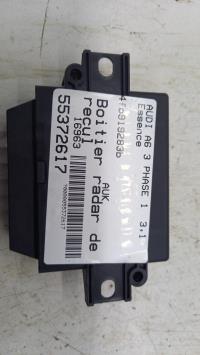 AUDI A6 3 PHASE 1 3,1
Essence
4f0919283b
Boitier radar de
recul
AUK
16963
55372617